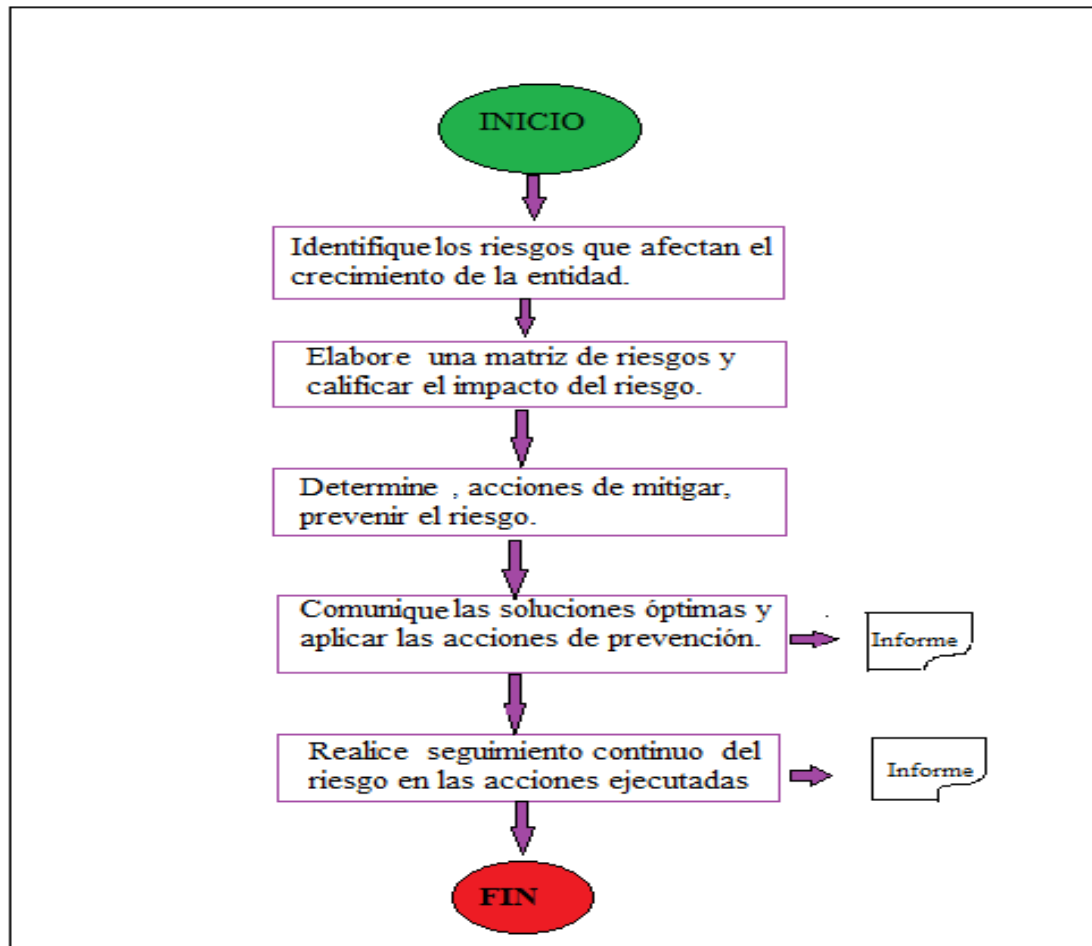 INICIO
Identifique los riesgos que afectan el
crecimiento de la entidad.
Elabore una matriz de riesgos y
calificar el impacto del riesgo.
Determine , acciones de mitigar,
prevenir el riesgo.
Comunique las soluciones óptimas y
aplicar las acciones de prevención.
Informe
Realice seguimiento continuo del
riesgo en las acciones ejecutadas
Informe
FIN